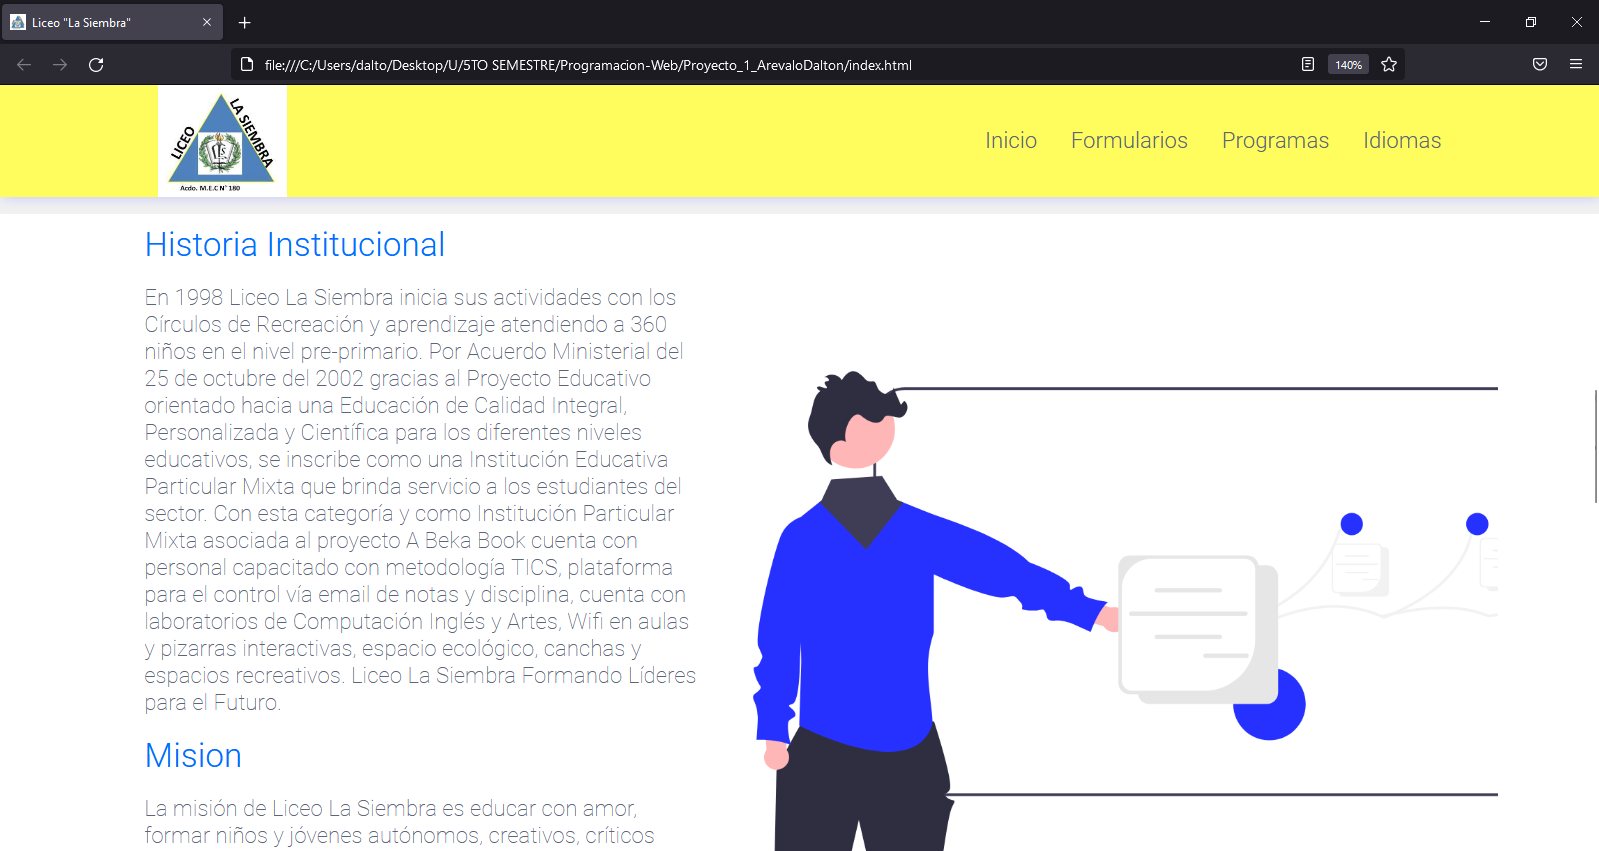 Liceo "La Siembra"
file:///C:/Users/dalto/Desktop/U/5TO SEMESTRE/Programacion-Web/Proyecto_1_ArevaloDalton/index.html
140%
LICEO
LA SIEMBRA
Acdo. M.E.C N° 180
Inicio Formularios Programas Idiomas
Historia Institucional
En 1998 Liceo La Siembra inicia sus actividades con los
Círculos de Recreación y aprendizaje atendiendo a 360
niños en el nivel pre-primario. Por Acuerdo Ministerial del
25 de octubre del 2002 gracias al Proyecto Educativo
orientado hacia una Educación de Calidad Integral,
Personalizada y Científica para los diferentes niveles
educativos, se inscribe como una Institución Educativa
Particular Mixta que brinda servicio a los estudiantes del
sector. Con esta categoría y como Institución Particular
Mixta asociada al proyecto A Beka Book cuenta con
personal capacitado con metodología TICS, plataforma
para el control vía email de notas y disciplina, cuenta con
laboratorios de Computación Inglés y Artes, Wifi en aulas
y pizarras interactivas, espacio ecológico, canchas y
espacios recreativos. Liceo La Siembra Formando Líderes
para el Futuro.
Mision
La misión de Liceo La Siembra es educar con amor,
formar niños y jóvenes autónomos, creativos, críticos